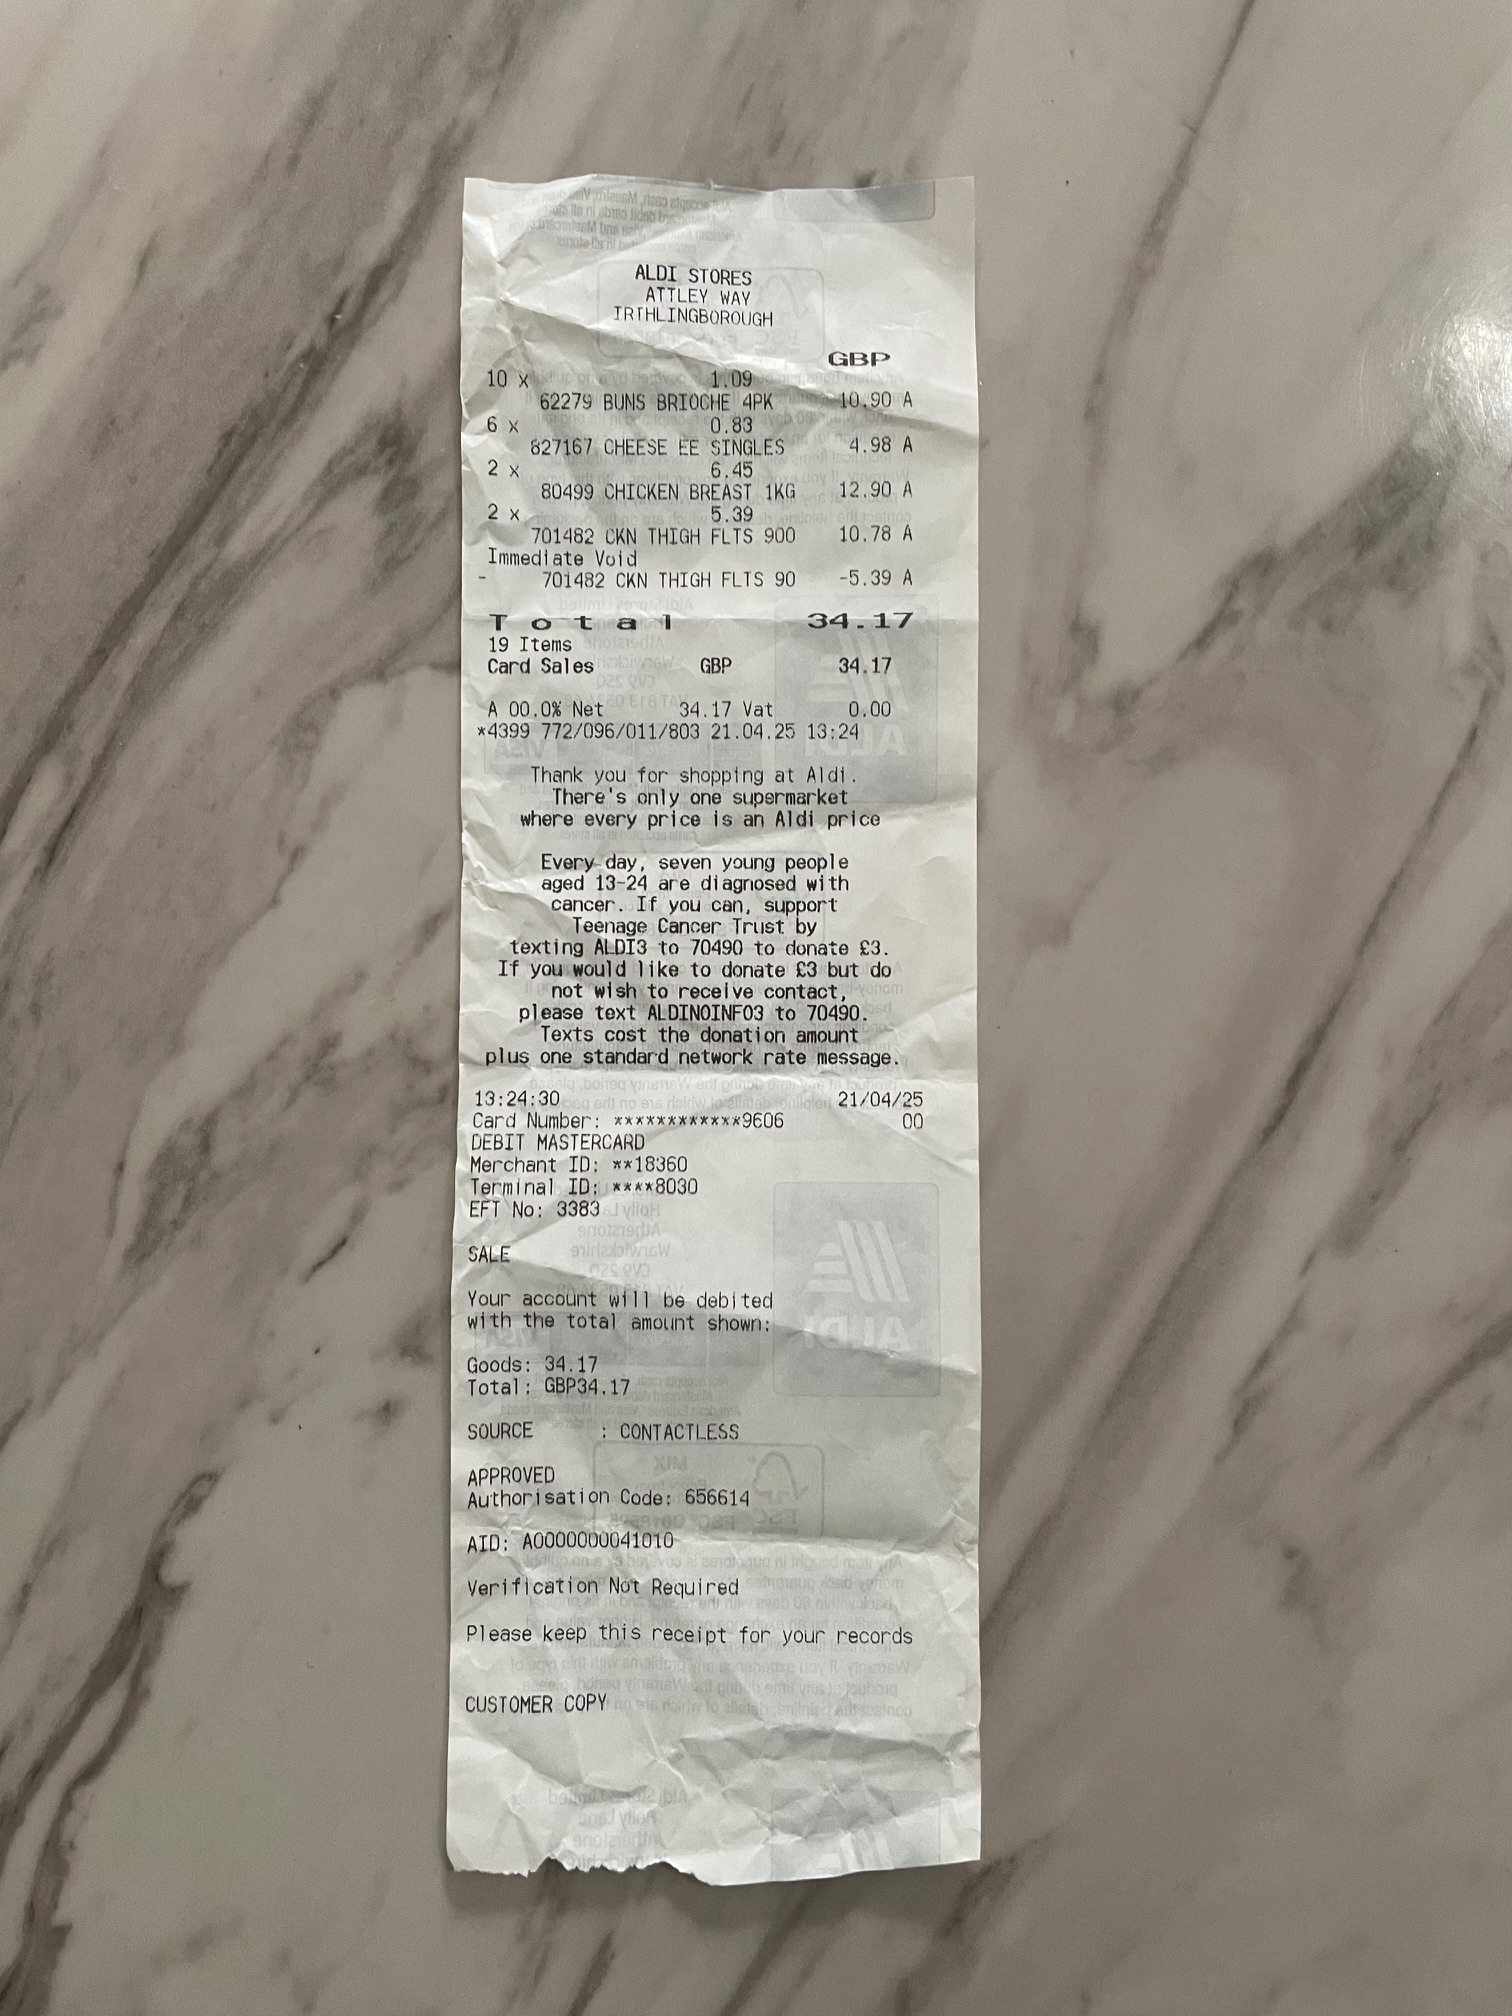 ALDI STORES
ATTLEY WAY
IRTHLINGBOROUGH
GBP
10 x 1.09
62279 BUNS BRIOCHE 4PK 10.90 A
6 x 0.83
827167 CHEESE EE SINGLES 4.98 A
2 x 6.45
80499 CHICKEN BREAST 1KG 12.90 A
2 x 5.39
701482 CKN THIGH FLTS 900 10.78 A
Immediate Void
- 701482 CKN THIGH FLTS 90 -5.39 A
Total 34.17
19 Items
Card Sales GBP 34.17
A 00.0% Net 34.17 Vat 0.00
*4399 772/096/011/803 21.04.25 13:24
Thank you for shopping at Aldi.
There's only one supermarket
where every price is an Aldi price
Every day, seven young people
aged 13-24 are diagnosed with
cancer. If you can, support
Teenage Cancer Trust by
texting ALDI3 to 70490 to donate £3.
If you would like to donate £3 but do
not wish to receive contact,
please text ALDINOINFO3 to 70490.
Texts cost the donation amount
plus one standard network rate message.
13:24:30 21/04/25
Card Number: ************9606 00
DEBIT MASTERCARD
Merchant ID: **18360
Terminal ID: ****8030
EFT No: 3383
SALE
Your account will be debited
with the total amount shown:
Goods: 34.17
Total: GBP34.17
SOURCE : CONTACTLESS
APPROVED
Authorisation Code: 656614
AID: A0000000041010
Verification Not Required
Please keep this receipt for your records
CUSTOMER COPY